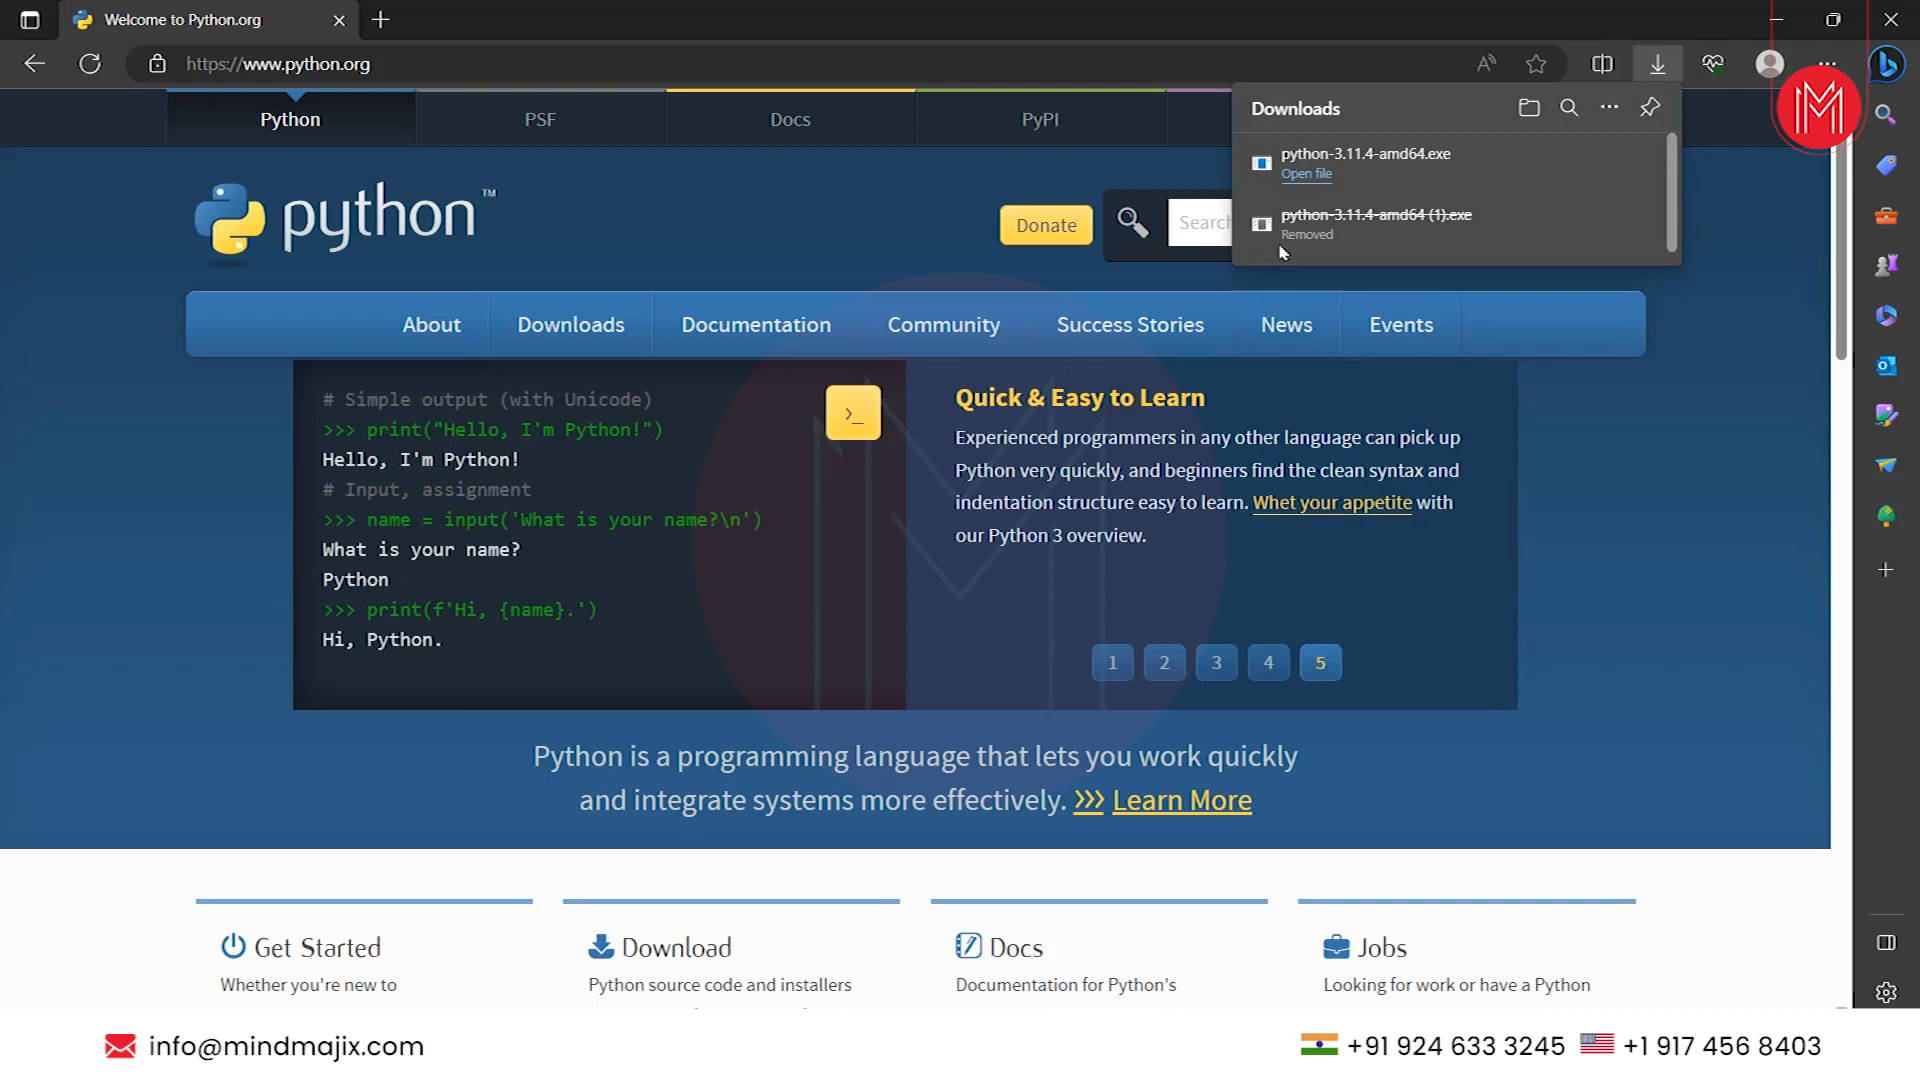 Welcome to Python.org
https://www.python.org
Downloads
python-3.11.4-amd64.exe
Open file
python-3.11.4-amd64 (1).exe
Removed
Python
PSF
Docs
PyPI
python™
Donate
Search
About
Downloads
Documentation
Community
Success Stories
News
Events
# Simple output (with Unicode)
>>> print("Hello, I'm Python!")
Hello, I'm Python!
# Input, assignment
>>> name = input('What is your name?\n')
What is your name?
Python
>>> print(f'Hi, {name}.')
Hi, Python.
>_
Quick & Easy to Learn
Experienced programmers in any other language can pick up
Python very quickly, and beginners find the clean syntax and
indentation structure easy to learn. Whet your appetite with
our Python 3 overview.
1 2 3 4 5
Python is a programming language that lets you work quickly
and integrate systems more effectively. >>> Learn More
Get Started
Whether you're new to
Download
Python source code and installers
Docs
Documentation for Python's
Jobs
Looking for work or have a Python
info@mindmajix.com
+91 924 633 3245
+1 917 456 8403